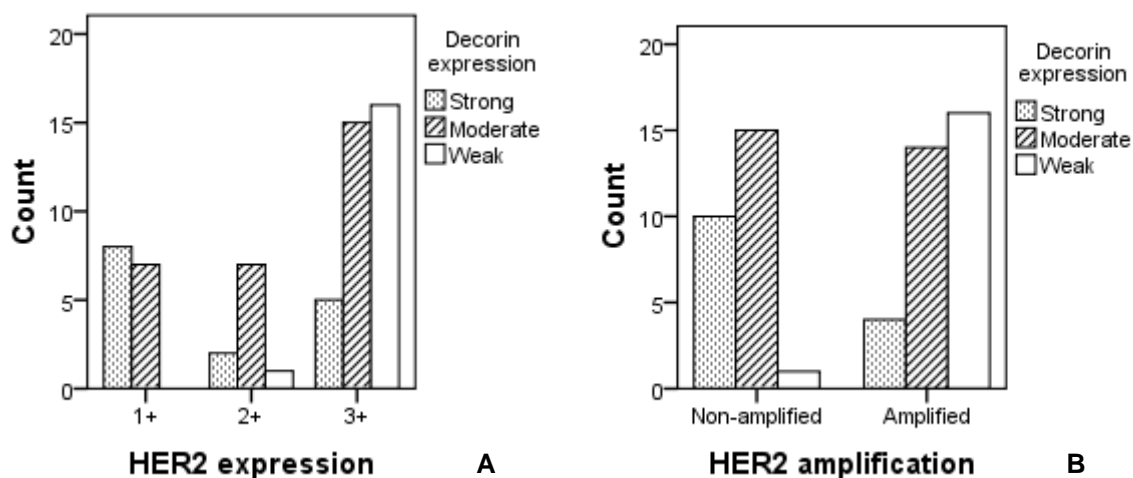 20
15
10
5
0
Count
1+ 2+ 3+
HER2 expression
A
Decorin
expression
Strong
Moderate
Weak
20
15
10
5
0
Count
Non-amplified Amplified
HER2 amplification
B
Decorin
expression
Strong
Moderate
Weak